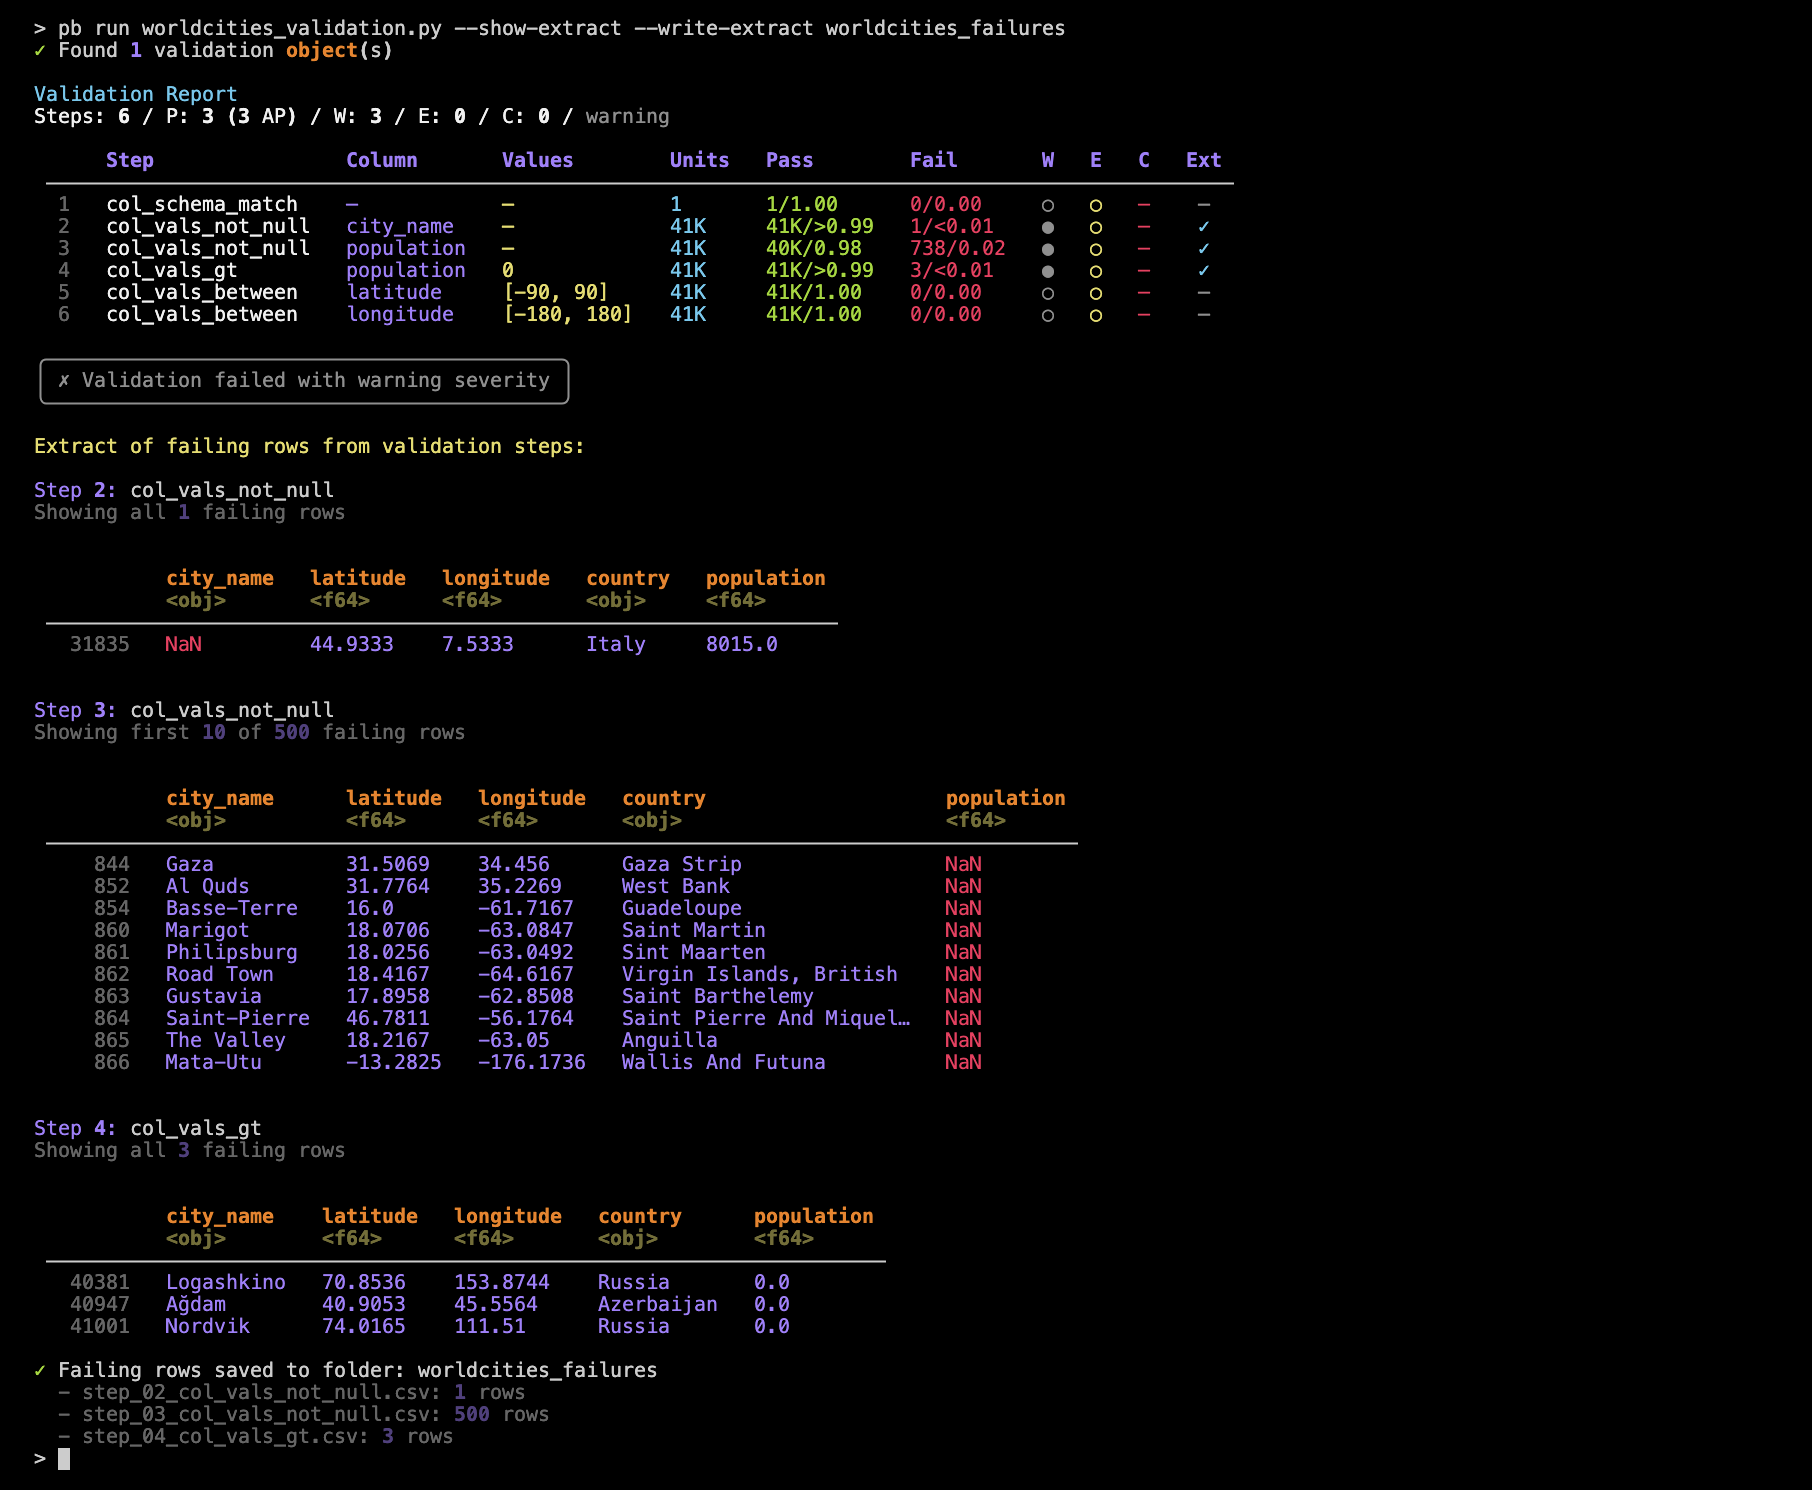 > pb run worldcities_validation.py --show-extract --write-extract worldcities_failures
✓ Found 1 validation object(s)
Validation Report
Steps: 6 / P: 3 (3 AP) / W: 3 / E: 0 / C: 0 / warning
Step Column Values Units Pass Fail W E C Ext
1 col_schema_match — — 1 1/1.00 0/0.00 ○ ○ — —
2 col_vals_not_null city_name — 41K 41K/>0.99 1/<0.01 ● ○ — ✓
3 col_vals_not_null population — 41K 40K/0.98 738/0.02 ● ○ — ✓
4 col_vals_gt population 0 41K 41K/>0.99 3/<0.01 ● ○ — ✓
5 col_vals_between latitude [-90, 90] 41K 41K/1.00 0/0.00 ○ ○ — —
6 col_vals_between longitude [-180, 180] 41K 41K/1.00 0/0.00 ○ ○ — —
✗ Validation failed with warning severity
Extract of failing rows from validation steps:
Step 2: col_vals_not_null
Showing all 1 failing rows
city_name latitude longitude country population
<obj> <f64> <f64> <obj> <f64>
31835 NaN 44.9333 7.5333 Italy 8015.0
Step 3: col_vals_not_null
Showing first 10 of 500 failing rows
city_name latitude longitude country population
<obj> <f64> <f64> <obj> <f64>
844 Gaza 31.5069 34.456 Gaza Strip NaN
852 Al Quds 31.7764 35.2269 West Bank NaN
854 Basse-Terre 16.0 -61.7167 Guadeloupe NaN
860 Marigot 18.0706 -63.0847 Saint Martin NaN
861 Philipsburg 18.0256 -63.0492 Sint Maarten NaN
862 Road Town 18.4167 -64.6167 Virgin Islands, British NaN
863 Gustavia 17.8958 -62.8508 Saint Barthelemy NaN
864 Saint-Pierre 46.7811 -56.1764 Saint Pierre And Miquel… NaN
865 The Valley 18.2167 -63.05 Anguilla NaN
866 Mata-Utu -13.2825 -176.1736 Wallis And Futuna NaN
Step 4: col_vals_gt
Showing all 3 failing rows
city_name latitude longitude country population
<obj> <f64> <f64> <obj> <f64>
40381 Logashkino 70.8536 153.8744 Russia 0.0
40947 Ağdam 40.9053 45.5564 Azerbaijan 0.0
41001 Nordvik 74.0165 111.51 Russia 0.0
✓ Failing rows saved to folder: worldcities_failures
- step_02_col_vals_not_null.csv: 1 rows
- step_03_col_vals_not_null.csv: 500 rows
- step_04_col_vals_gt.csv: 3 rows
>